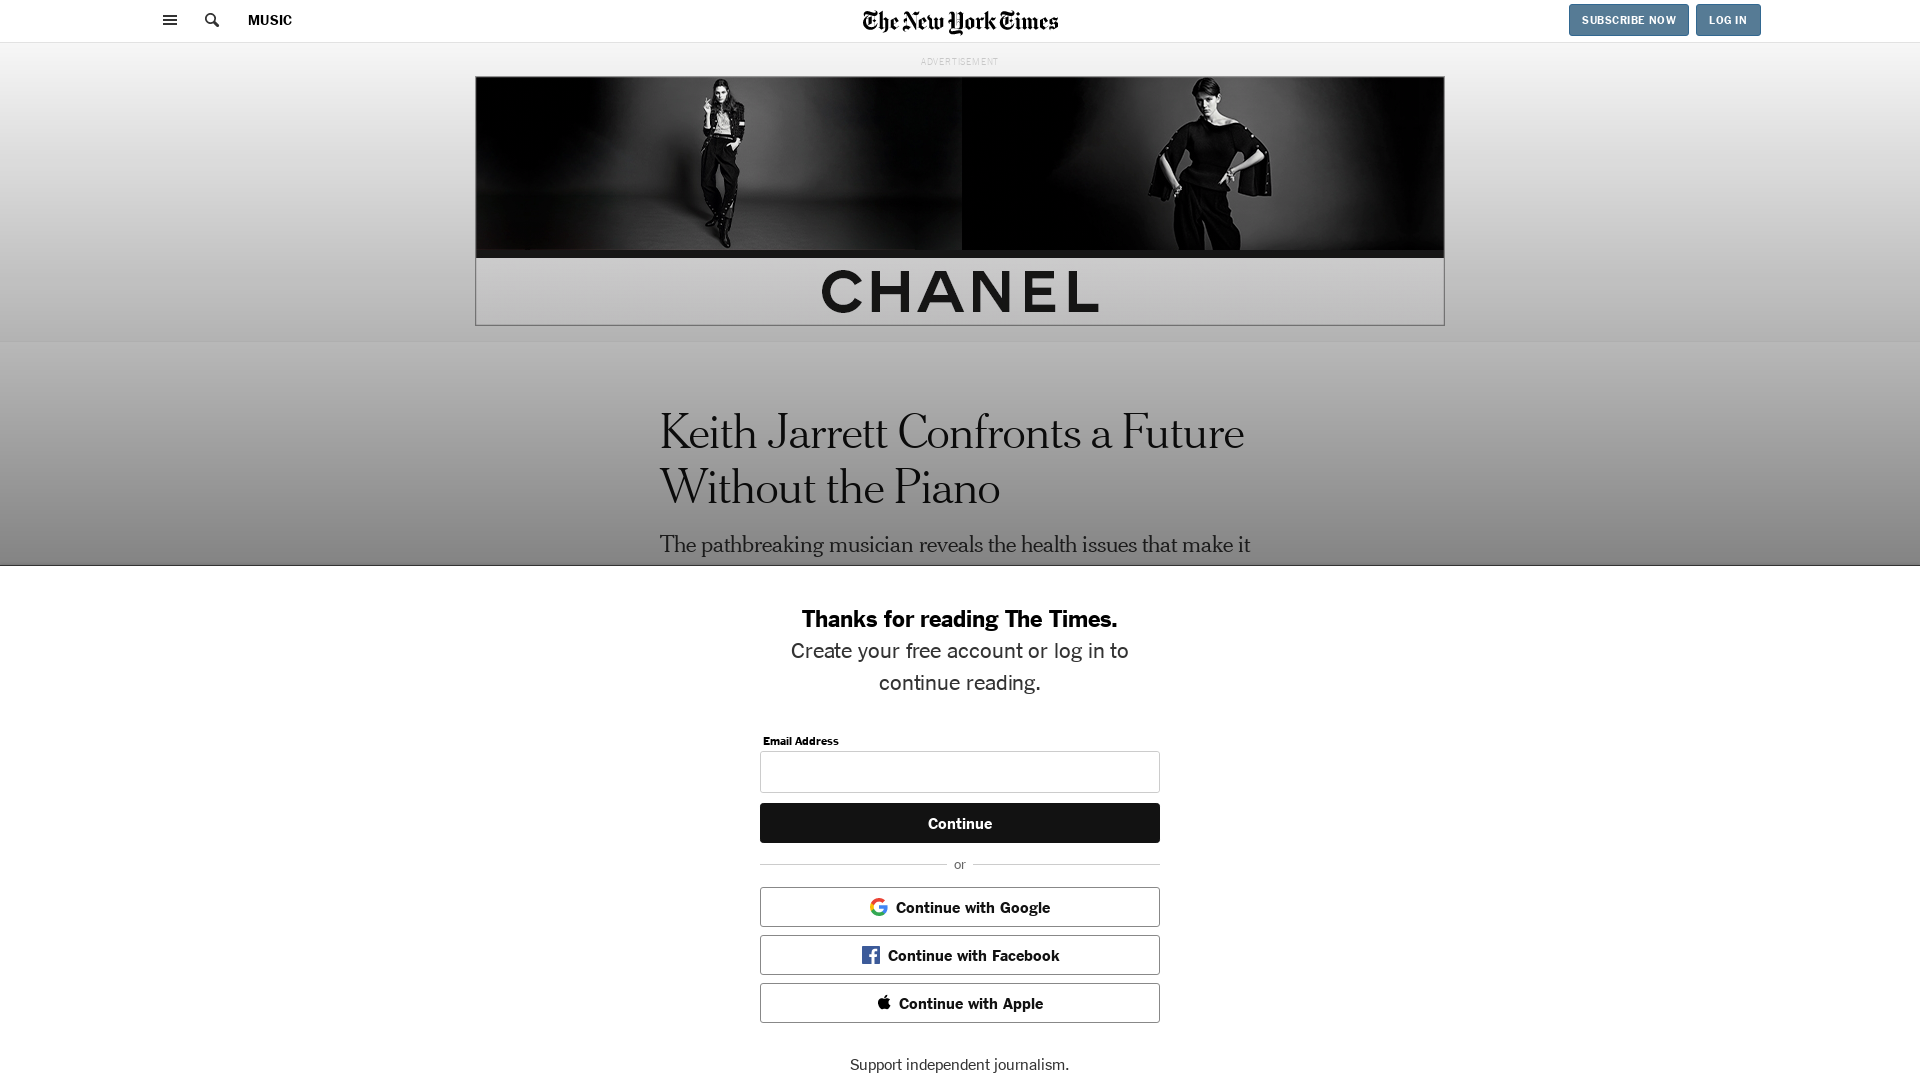 MUSIC
The New York Times
SUBSCRIBE NOW
LOG IN
ADVERTISEMENT
CHANEL
Keith Jarrett Confronts a Future
Without the Piano
The pathbreaking musician reveals the health issues that make it
Thanks for reading The Times.
Create your free account or log in to
continue reading.
Email Address
Continue
or
Continue with Google
Continue with Facebook
Continue with Apple
Support independent journalism.